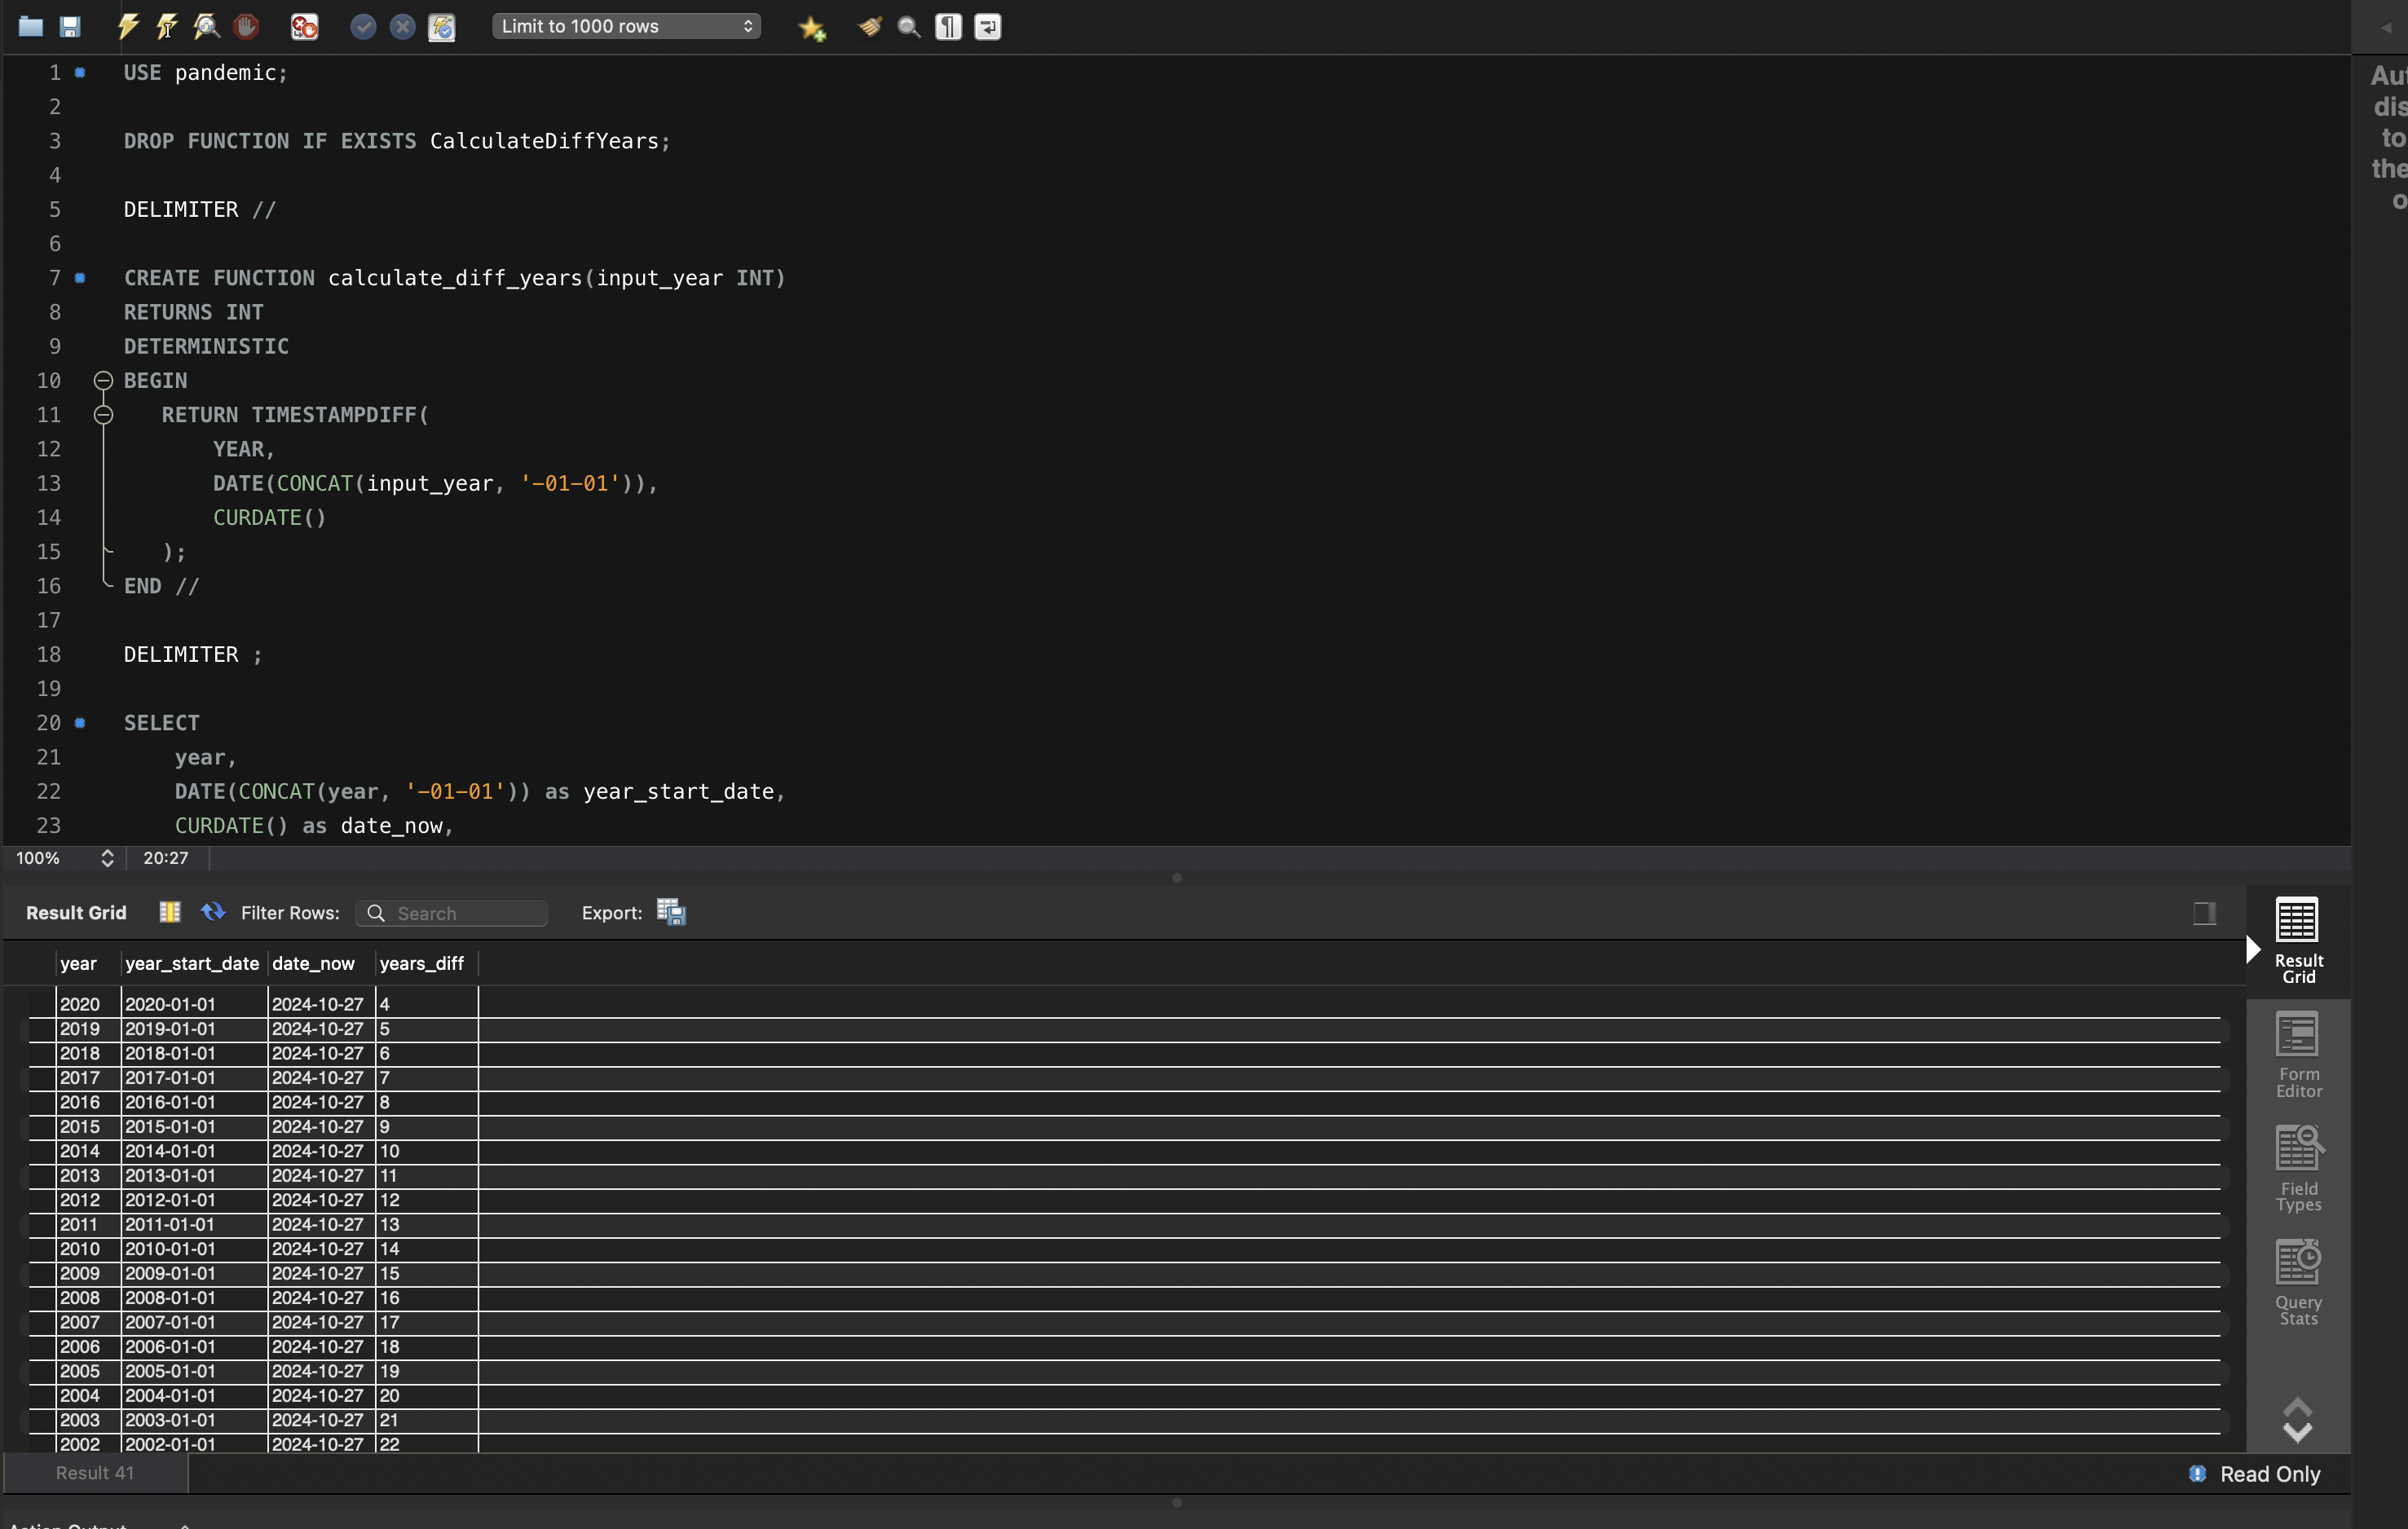 Limit to 1000 rows
1 USE pandemic;
2
3 DROP FUNCTION IF EXISTS CalculateDiffYears;
4
5 DELIMITER //
6
7 CREATE FUNCTION calculate_diff_years(input_year INT)
8 RETURNS INT
9 DETERMINISTIC
10 BEGIN
11 RETURN TIMESTAMPDIFF(
12 YEAR,
13 DATE(CONCAT(input_year, '-01-01')),
14 CURDATE()
15 );
16 END //
17
18 DELIMITER ;
19
20 SELECT
21 year,
22 DATE(CONCAT(year, '-01-01')) as year_start_date,
23 CURDATE() as date_now,
100% 20:27
Result Grid Filter Rows: Search Export:
year year_start_date date_now years_diff
2020 2020-01-01 2024-10-27 4
2019 2019-01-01 2024-10-27 5
2018 2018-01-01 2024-10-27 6
2017 2017-01-01 2024-10-27 7
2016 2016-01-01 2024-10-27 8
2015 2015-01-01 2024-10-27 9
2014 2014-01-01 2024-10-27 10
2013 2013-01-01 2024-10-27 11
2012 2012-01-01 2024-10-27 12
2011 2011-01-01 2024-10-27 13
2010 2010-01-01 2024-10-27 14
2009 2009-01-01 2024-10-27 15
2008 2008-01-01 2024-10-27 16
2007 2007-01-01 2024-10-27 17
2006 2006-01-01 2024-10-27 18
2005 2005-01-01 2024-10-27 19
2004 2004-01-01 2024-10-27 20
2003 2003-01-01 2024-10-27 21
2002 2002-01-01 2024-10-27 22
Result
Grid
Form
Editor
Field
Types
Query
Stats
Result 41
Read Only
to